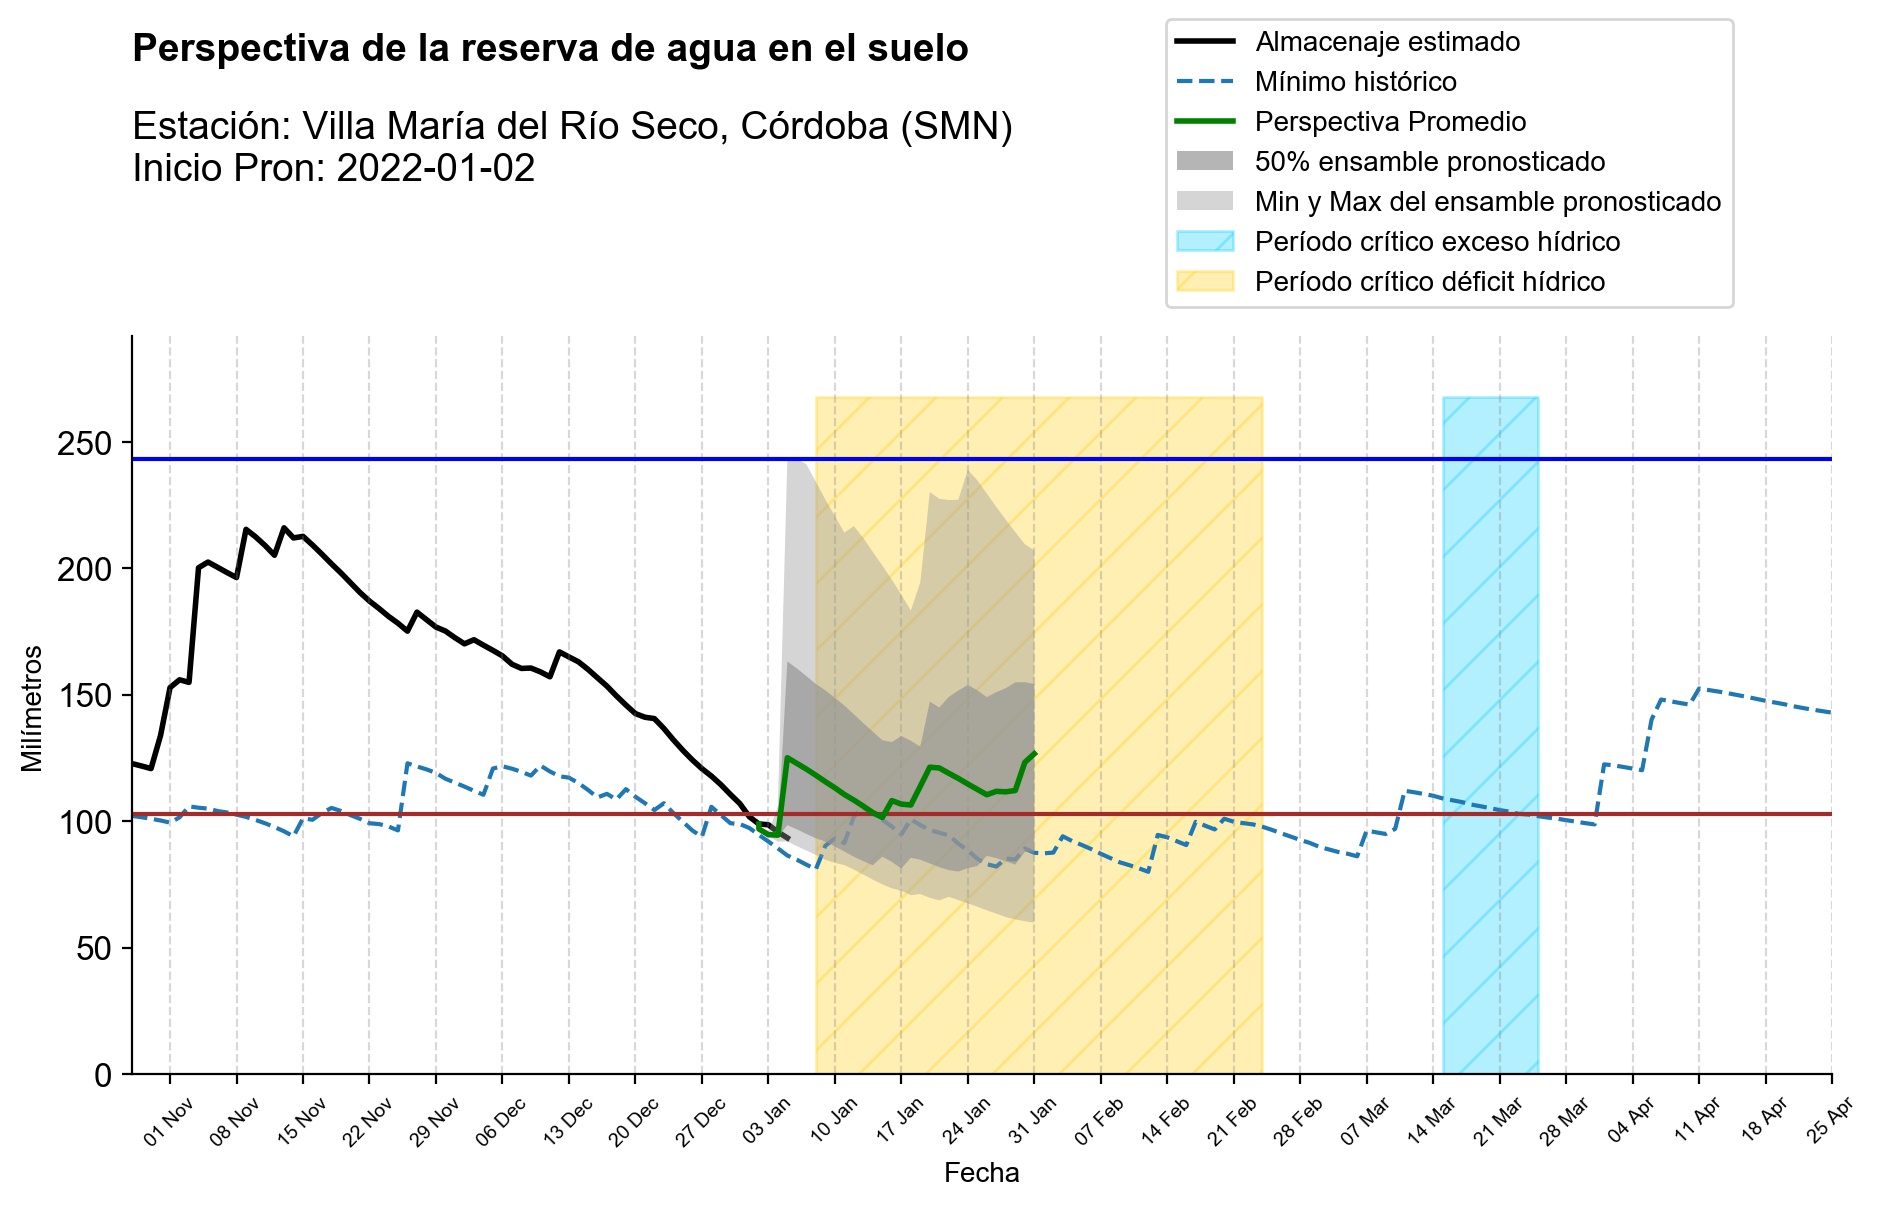 Perspectiva de la reserva de agua en el suelo
Estación: Villa María del Río Seco, Córdoba (SMN)
Inicio Pron: 2022-01-02
Almacenaje estimado
Mínimo histórico
Perspectiva Promedio
50% ensamble pronosticado
Min y Max del ensamble pronosticado
Período crítico exceso hídrico
Período crítico déficit hídrico
Milímetros
250
200
150
100
50
0
01 Nov
08 Nov
15 Nov
22 Nov
29 Nov
06 Dec
13 Dec
20 Dec
27 Dec
03 Jan
10 Jan
17 Jan
24 Jan
31 Jan
07 Feb
14 Feb
21 Feb
28 Feb
07 Mar
14 Mar
21 Mar
28 Mar
04 Apr
11 Apr
18 Apr
25 Apr
Fecha